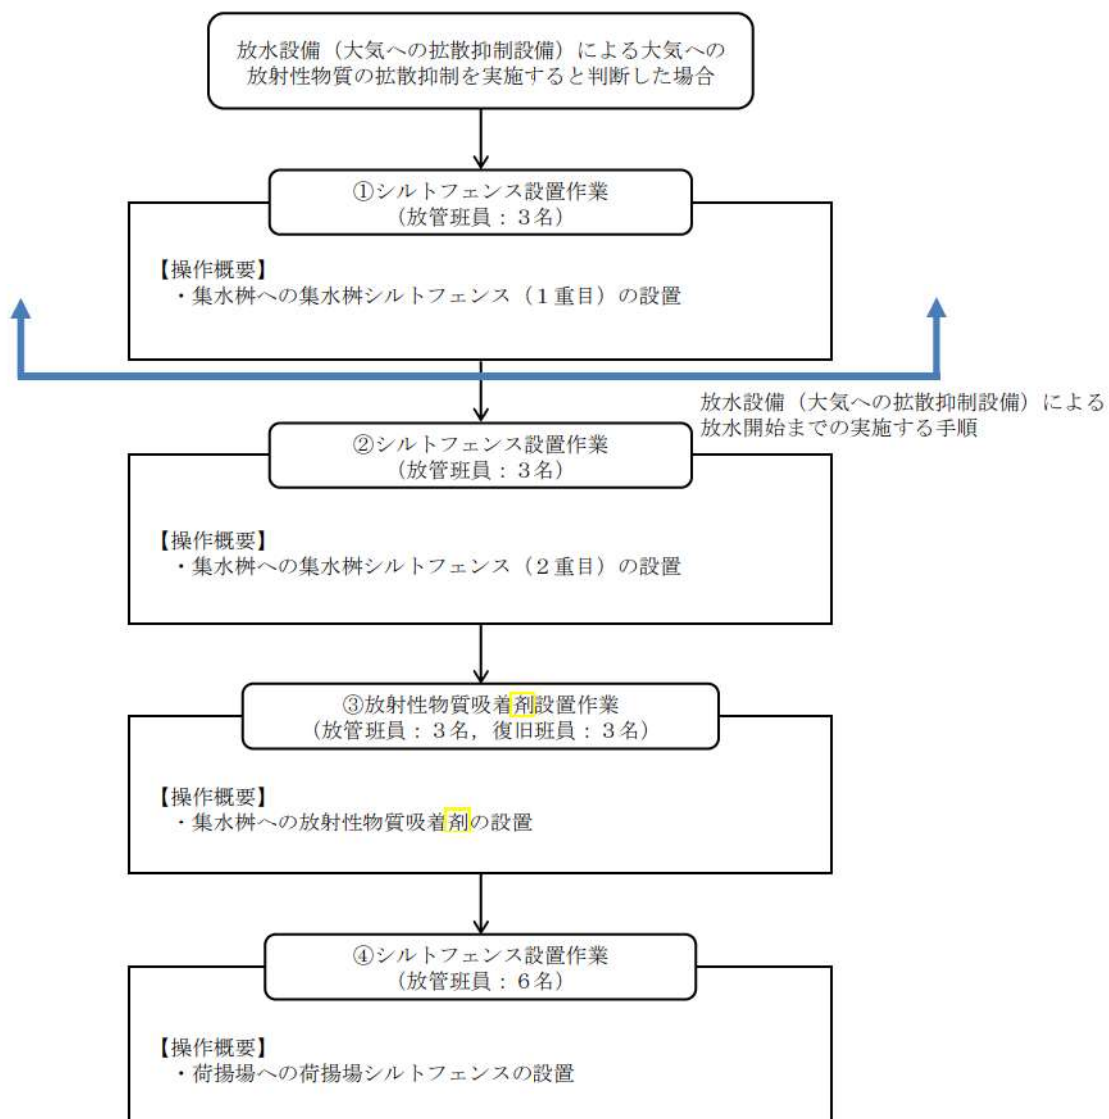 放水設備（大気への拡散抑制設備）による大気への
放射性物質の拡散抑制を実施すると判断した場合
①シルトフェンス設置作業
（放管班員：３名）
【操作概要】
・集水桝への集水桝シルトフェンス（１重目）の設置
放水設備（大気への拡散抑制設備）による
放水開始までの実施する手順
②シルトフェンス設置作業
（放管班員：３名）
【操作概要】
・集水桝への集水桝シルトフェンス（２重目）の設置
③放射性物質吸着剤設置作業
（放管班員：３名，復旧班員：３名）
【操作概要】
・集水桝への放射性物質吸着剤の設置
④シルトフェンス設置作業
（放管班員：６名）
【操作概要】
・荷揚場への荷揚場シルトフェンスの設置